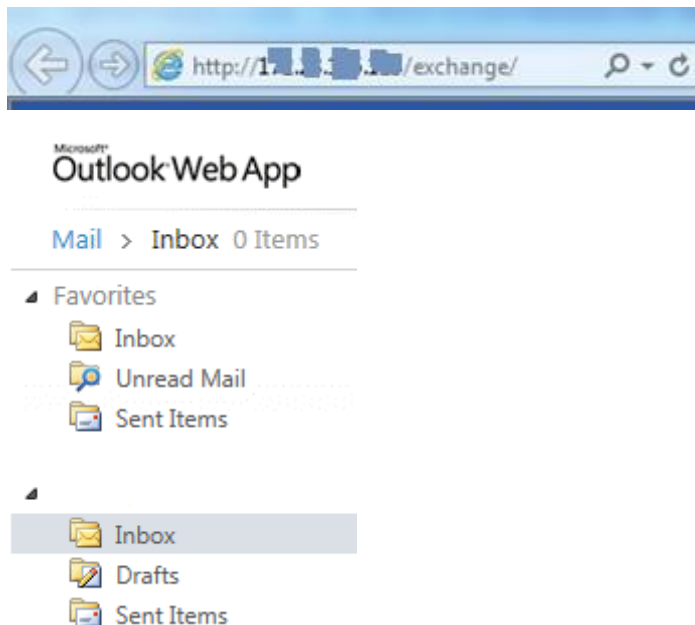 http:// /exchange/
Microsoft
Outlook Web App
Mail > Inbox 0 Items
Favorites
Inbox
Unread Mail
Sent Items
Inbox
Drafts
Sent Items